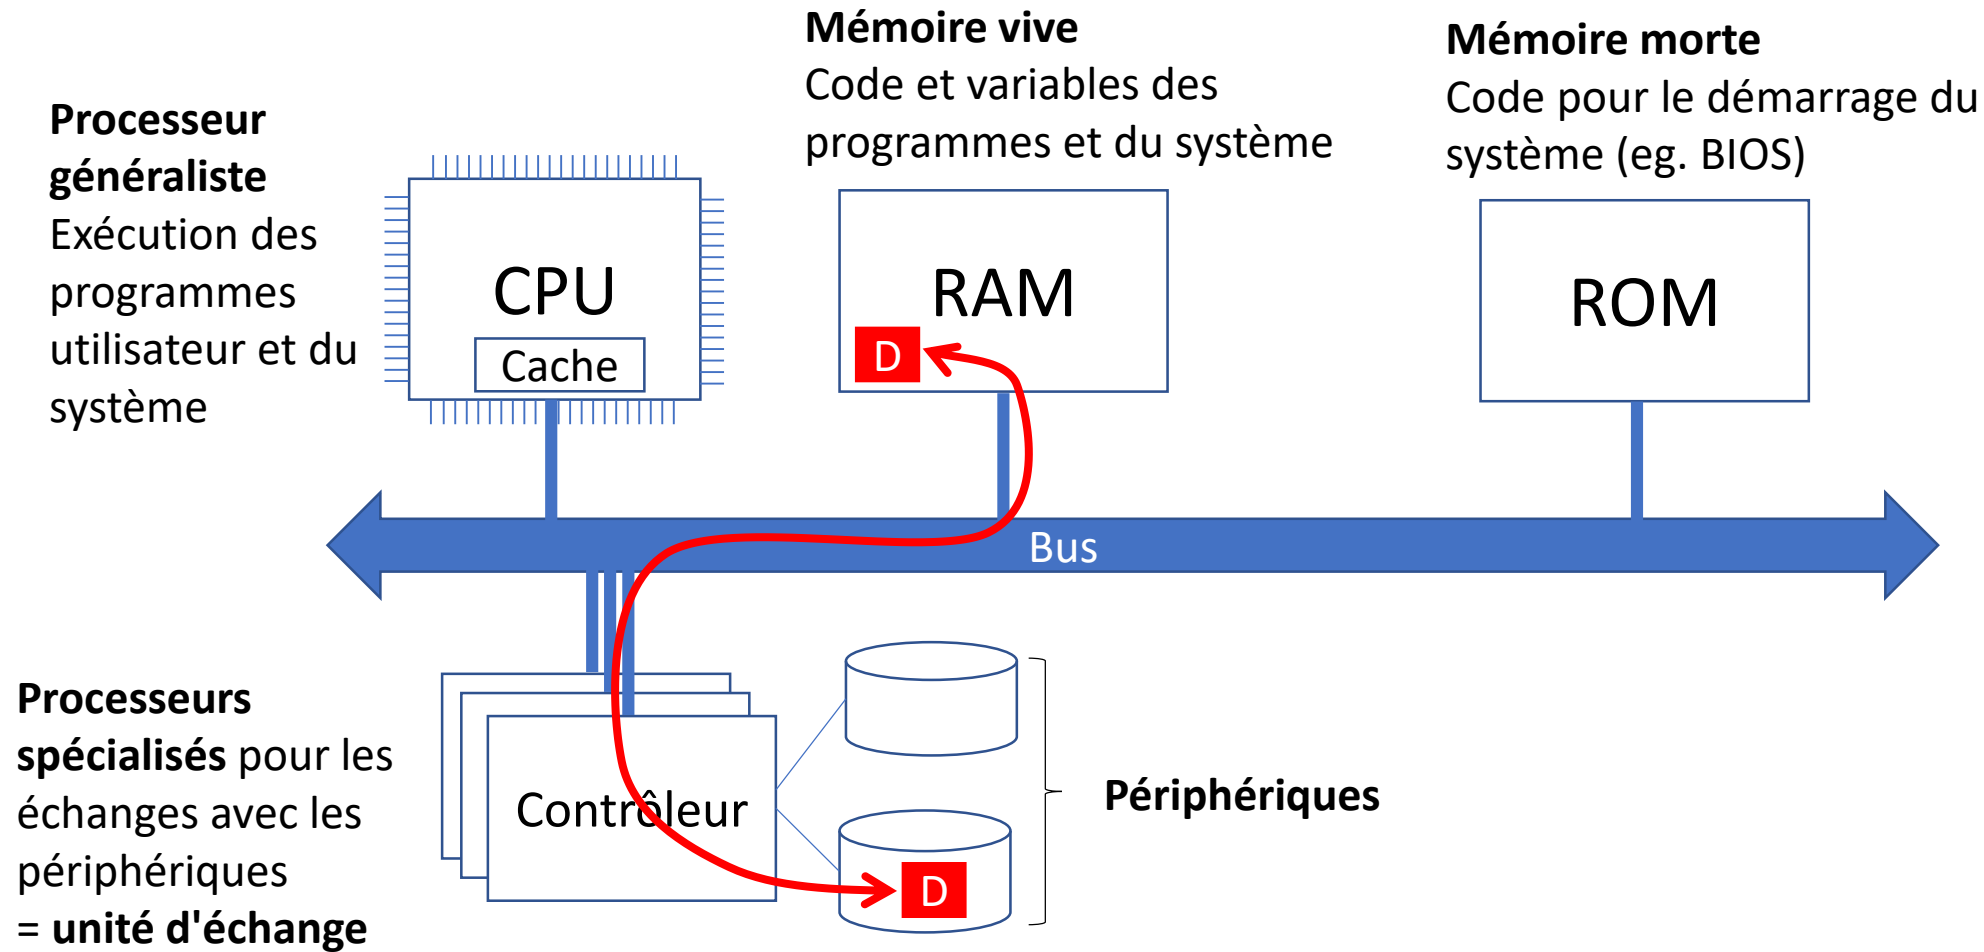 Processeur
généraliste
Exécution des
programmes
utilisateur et du
système
CPU
Cache
Mémoire vive
Code et variables des
programmes et du système
RAM
D
Mémoire morte
Code pour le démarrage du
système (eg. BIOS)
ROM
Bus
Processeurs
spécialisés pour les
échanges avec les
périphériques
= unité d'échange
Contrôleur
D
Périphériques